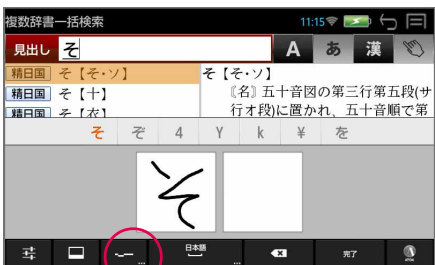 複数辞書一括検索 11:15
見出し そ A あ 漢
精日国 そ【そ・ソ】
精日国 そ【十】
精日国 そ【衣】
そ【そ・ソ】
〘名〙五十音図の第三行第五段(サ
行オ段)に置かれ、五十音順で第
そ ぞ 4 Y k ¥ を
そ
日本語 完了